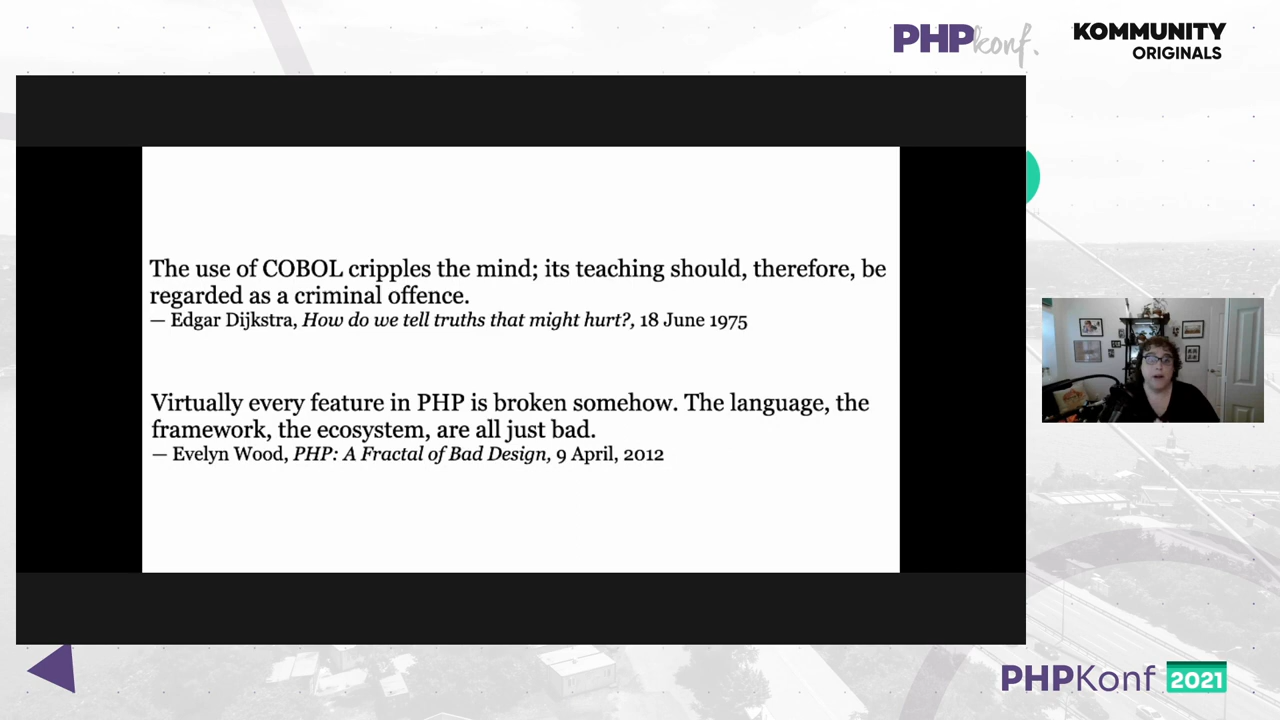 PHPkonf.
KOMMUNITY
ORIGINALS
The use of COBOL cripples the mind; its teaching should, therefore, be
regarded as a criminal offence.
— Edgar Dijkstra, How do we tell truths that might hurt?, 18 June 1975
Virtually every feature in PHP is broken somehow. The language, the
framework, the ecosystem, are all just bad.
— Evelyn Wood, PHP: A Fractal of Bad Design, 9 April, 2012
PHPKonf 2021